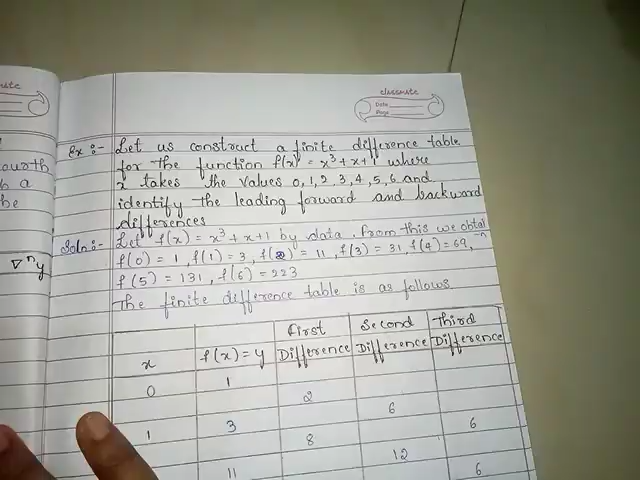 classmate
Date
Page
Ex :- Let us construct a finite difference table
for the function f(x) = x³ + x + 1 where
x takes the values 0, 1, 2, 3, 4, 5, 6 and
identify the leading forward and backward
differences
Soln :- Let f(x) = x³ + x + 1 by data. From this we obtain
f(0) = 1, f(1) = 3, f(2) = 11, f(3) = 31, f(4) = 69,
f(5) = 131, f(6) = 223
The finite difference table is as follows
x f(x) = y First Difference Second Difference Third Difference
0 1
2
6
1 3 6
8
12
11 6
∇ⁿy